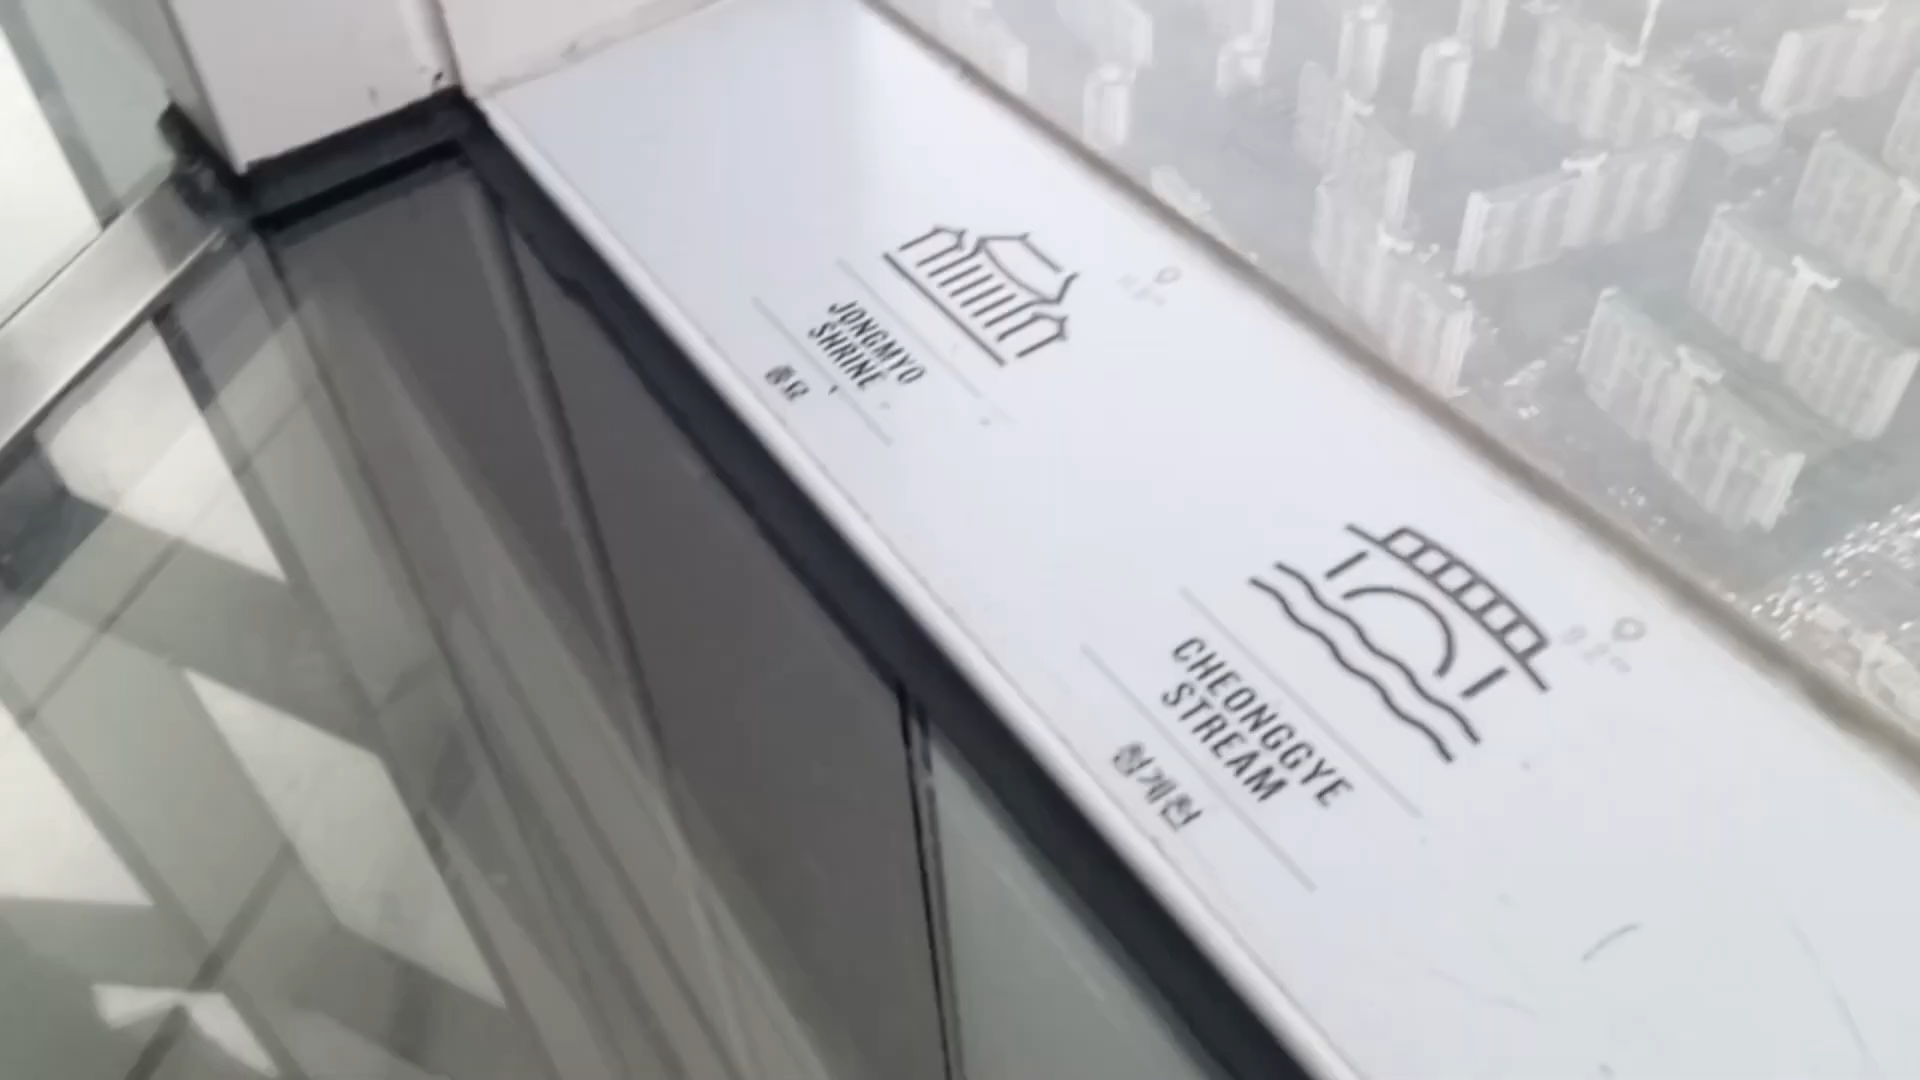 JONGMYO
SHRINE
종묘
CHEONGGYE
STREAM
청계천